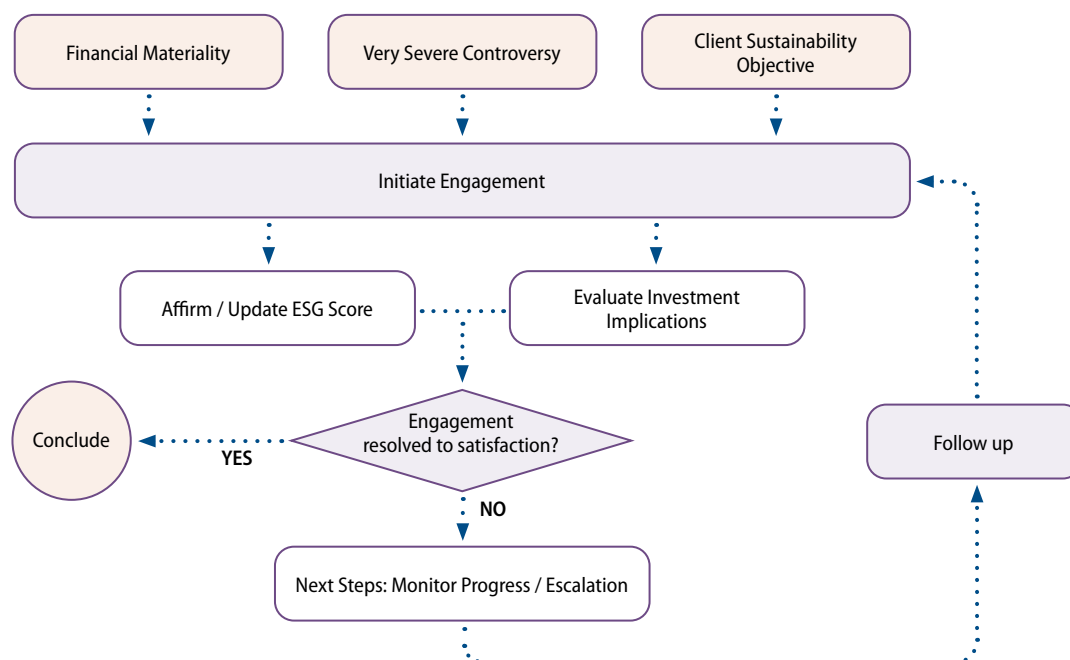 Financial Materiality
Very Severe Controversy
Client Sustainability
Objective
Initiate Engagement
Affirm / Update ESG Score
Evaluate Investment
Implications
Engagement
resolved to satisfaction?
Conclude
YES
Follow up
NO
Next Steps: Monitor Progress / Escalation